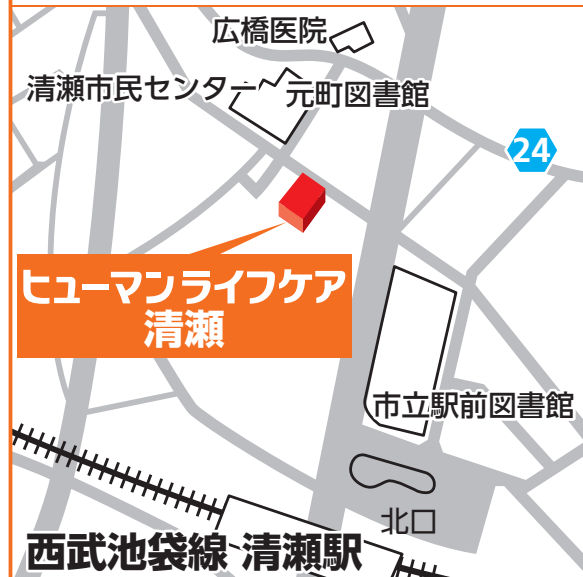 広橋医院
清瀬市民センター
元町図書館
24
ヒューマンライフケア
清瀬
市立駅前図書館
北口
西武池袋線 清瀬駅